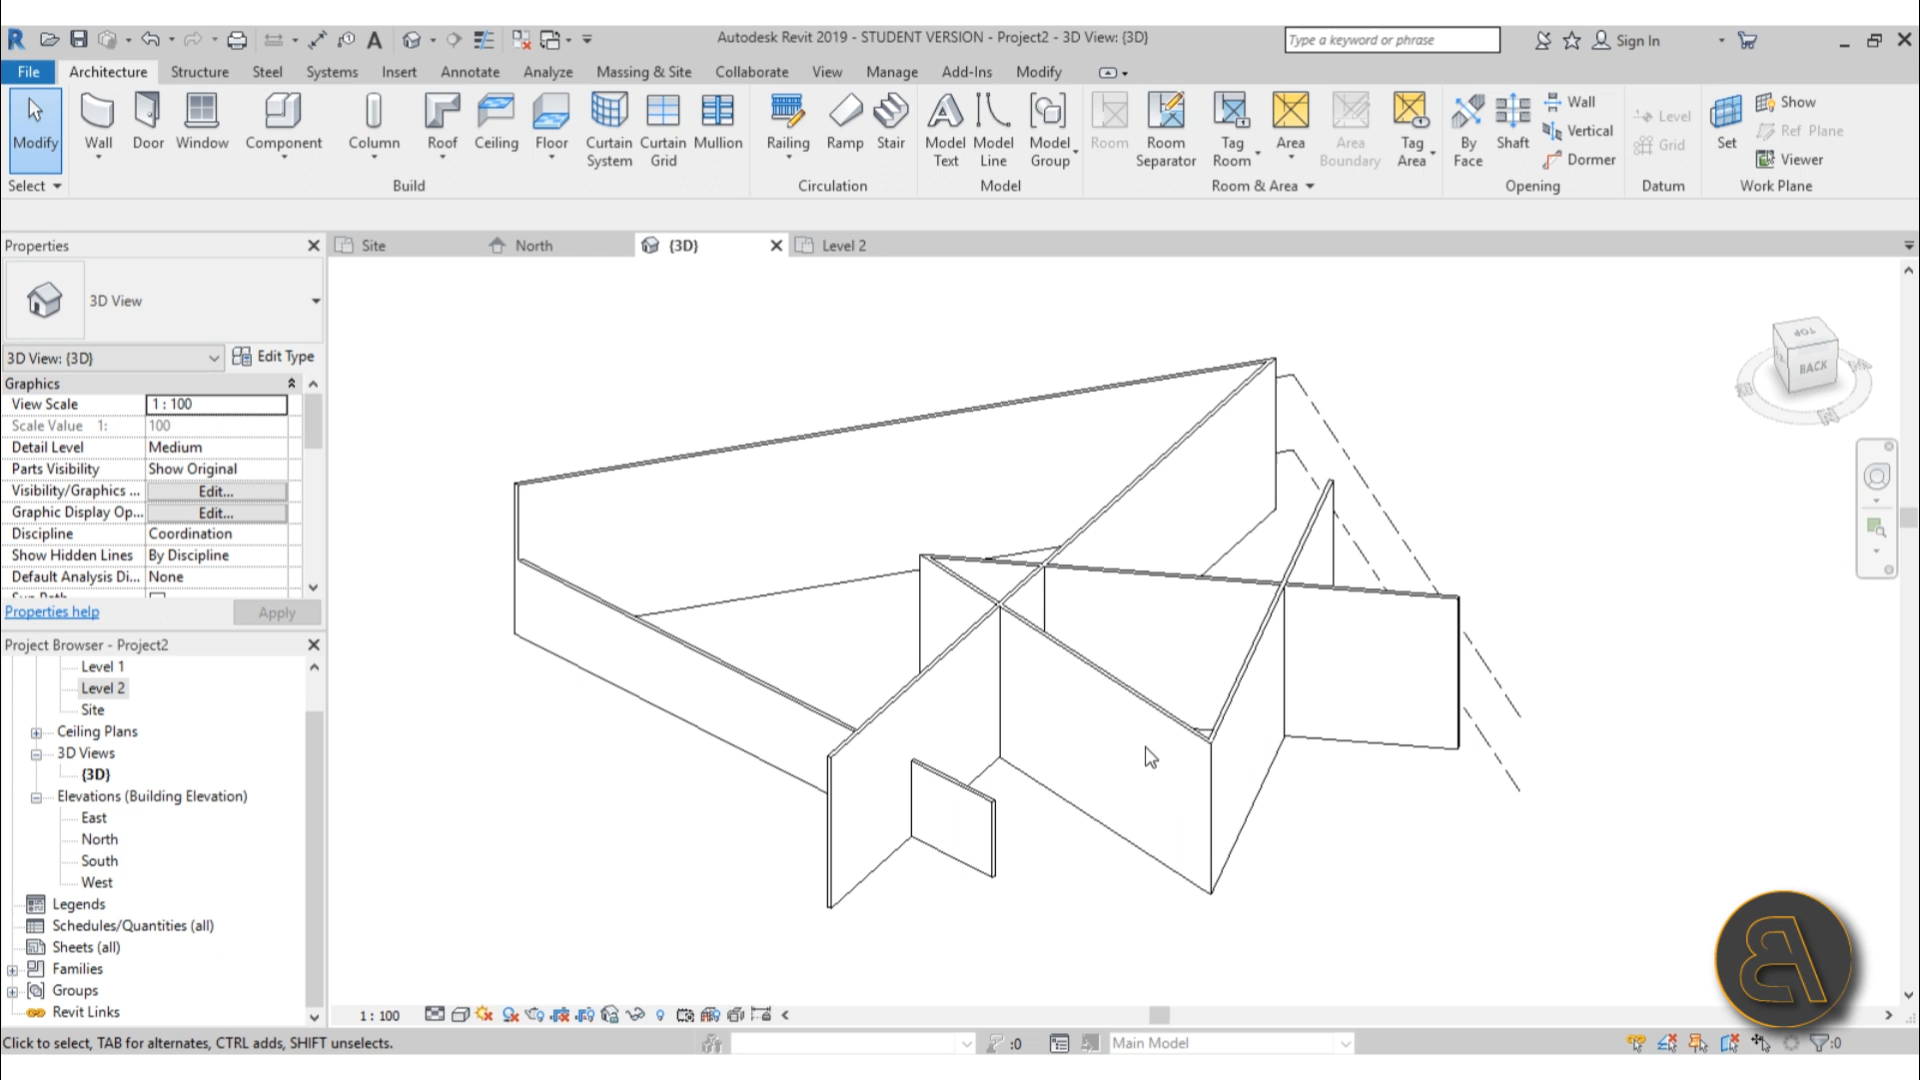 Autodesk Revit 2019 - STUDENT VERSION - Project2 - 3D View: {3D}
Type a keyword or phrase
Sign In
File Architecture Structure Steel Systems Insert Annotate Analyze Massing & Site Collaborate View Manage Add-Ins Modify
Modify Wall Door Window Component Column Roof Ceiling Floor Curtain System Curtain Grid Mullion Railing Ramp Stair Model Text Model Line Model Group Room Room Separator Tag Room Area Area Boundary Tag Area By Face Shaft Wall Vertical Dormer Level Grid Set Show Ref Plane Viewer
Select Build Circulation Model Room & Area Opening Datum Work Plane
Properties
Site North {3D} Level 2
3D View
3D View: {3D} Edit Type
Graphics
View Scale 1 : 100
Scale Value 1: 100
Detail Level Medium
Parts Visibility Show Original
Visibility/Graphics ... Edit...
Graphic Display Op... Edit...
Discipline Coordination
Show Hidden Lines By Discipline
Default Analysis Di... None
Properties help Apply
Project Browser - Project2
Level 1
Level 2
Site
Ceiling Plans
3D Views
{3D}
Elevations (Building Elevation)
East
North
South
West
Legends
Schedules/Quantities (all)
Sheets (all)
Families
Groups
Revit Links
TOP
BACK
1 : 100
Click to select, TAB for alternates, CTRL adds, SHIFT unselects.
:0 Main Model :0